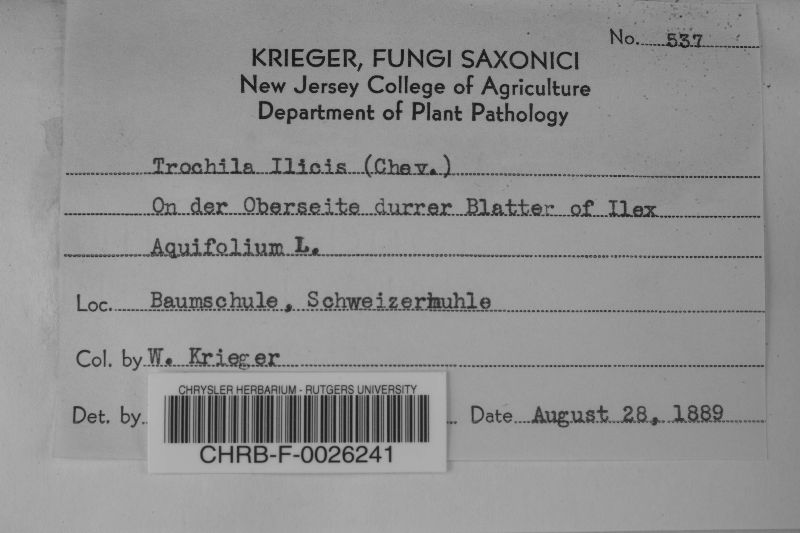 No. 537
KRIEGER, FUNGI SAXONICI
New Jersey College of Agriculture
Department of Plant Pathology
Trochila Ilicis (Chev.)
On der Oberseite durrer Blatter of Ilex
Aquifolium L.
Loc. Baumschule, Schweizermuhle
Col. by W. Krieger
Det. by
Date August 28, 1889
CHRYSLER HERBARIUM - RUTGERS UNIVERSITY
CHRB-F-0026241